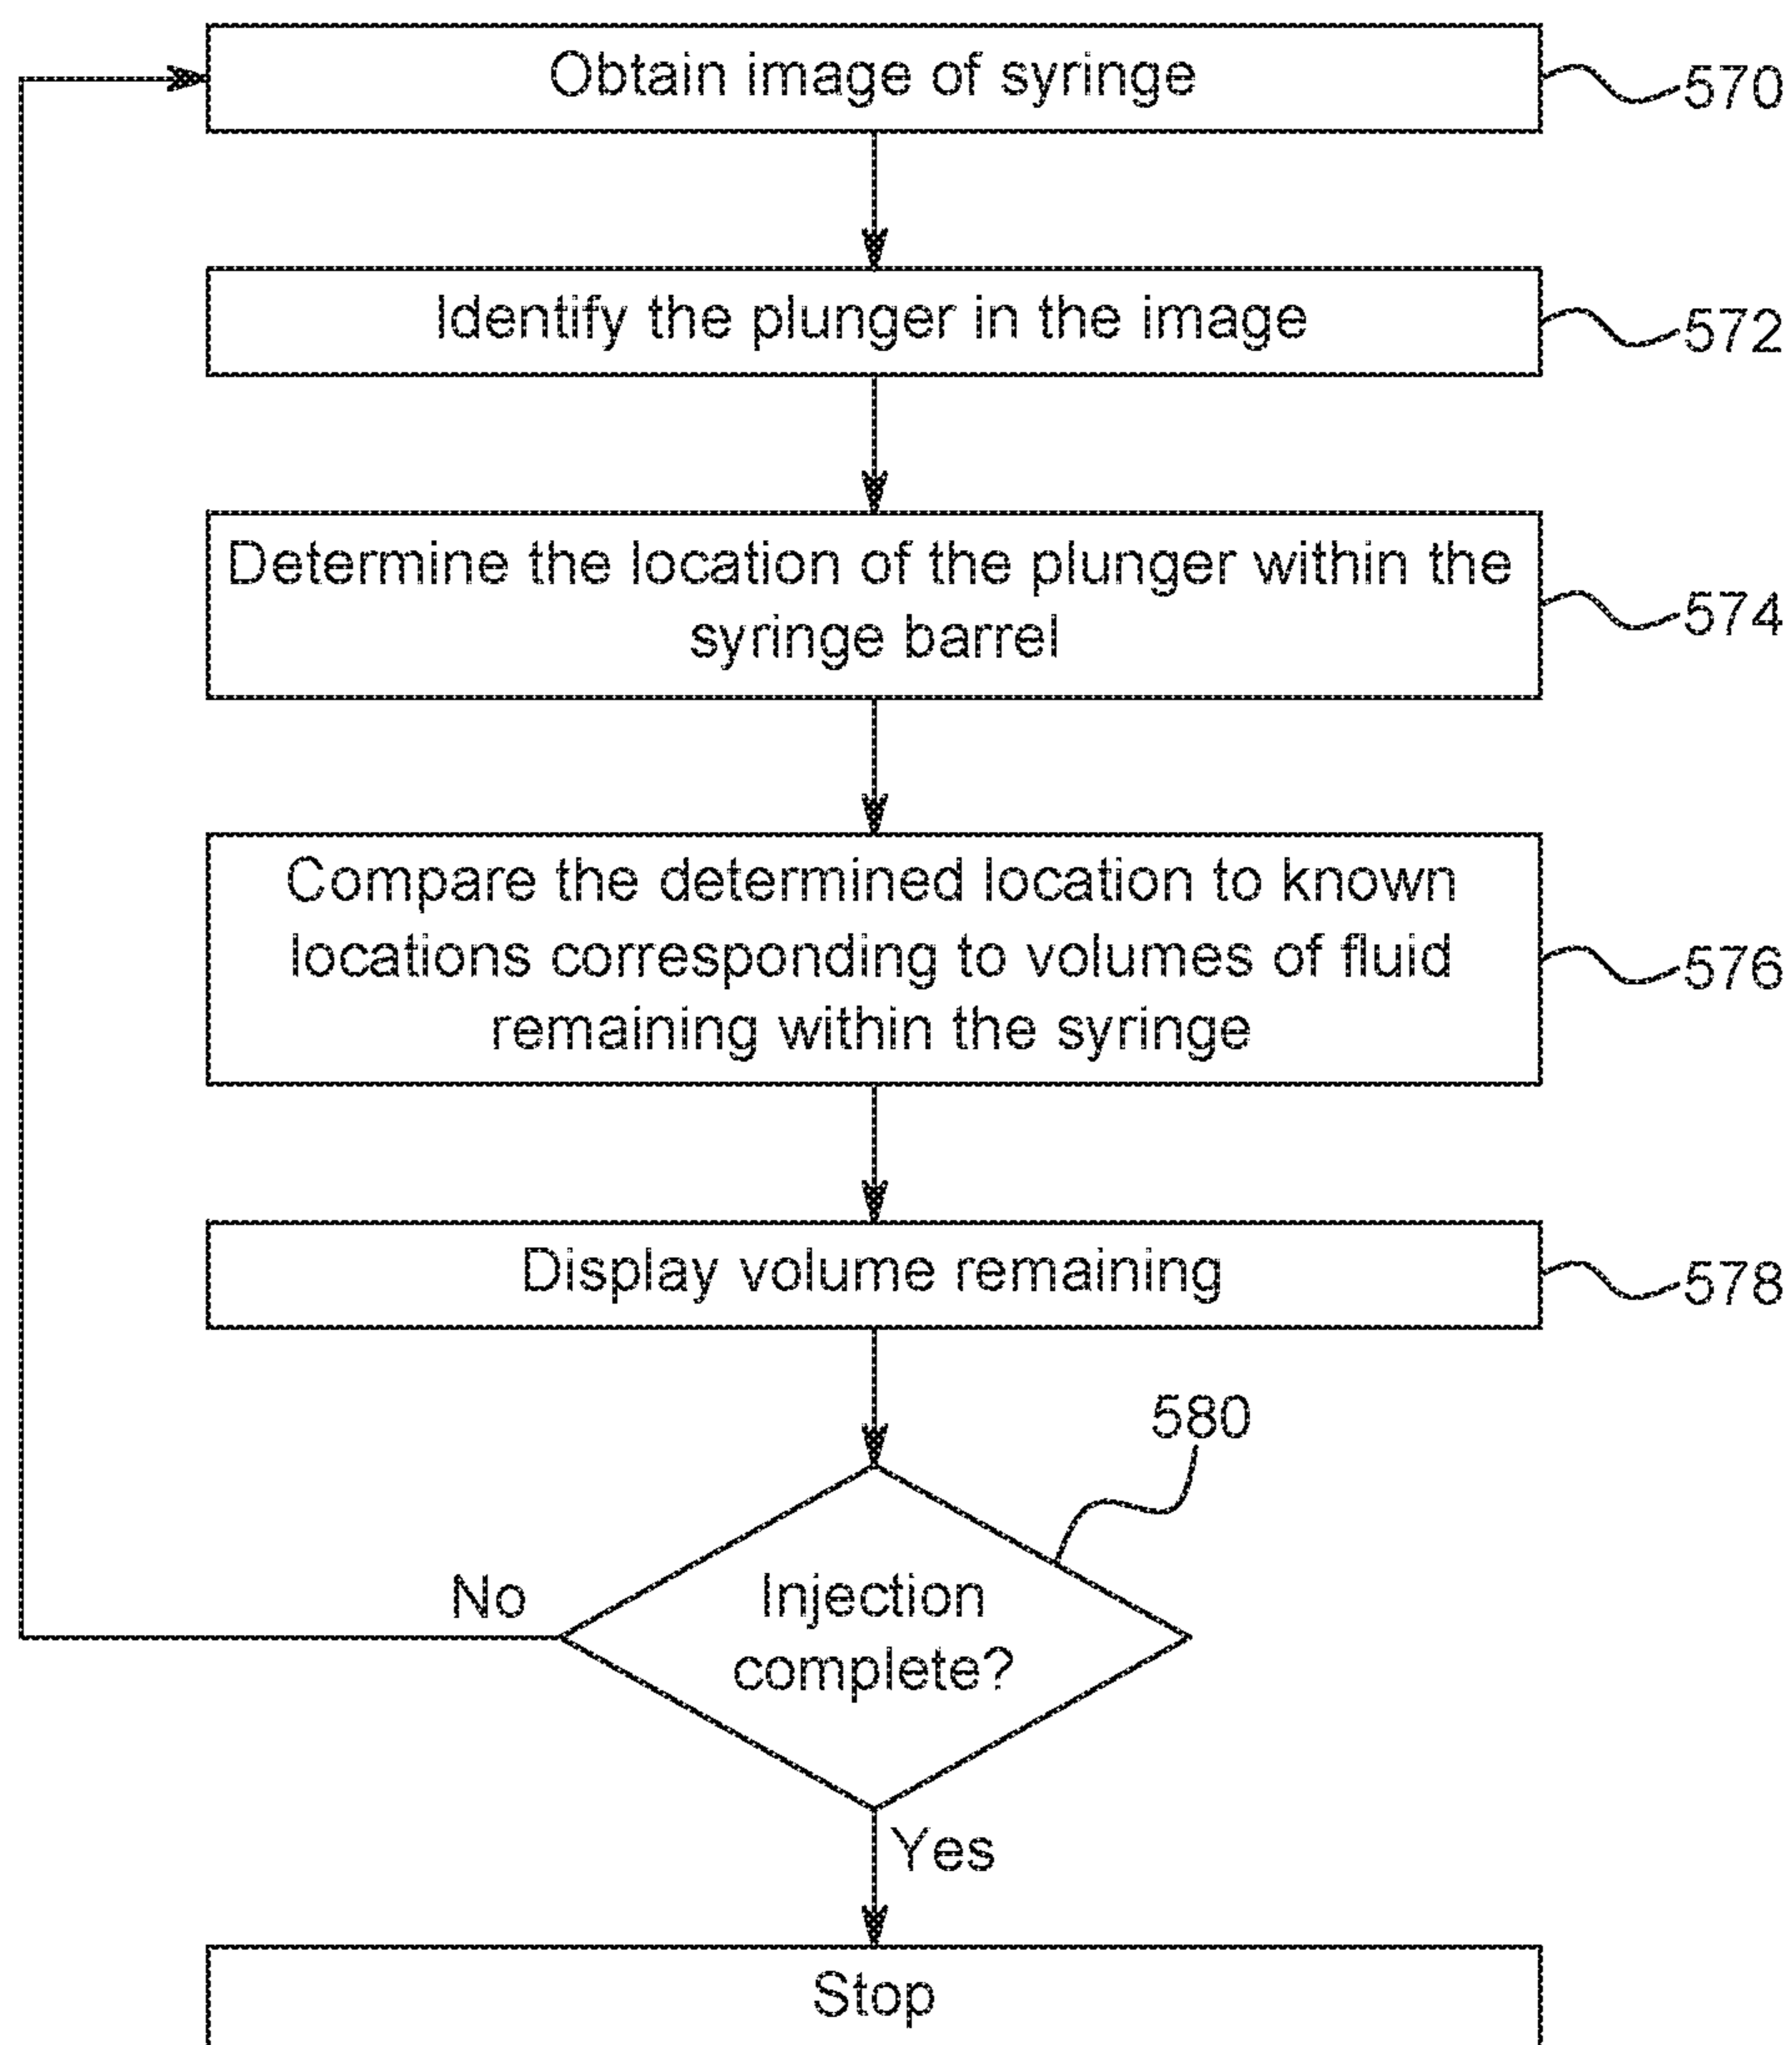 Obtain image of syringe
570
Identify the plunger in the image
572
Determine the location of the plunger within the
syringe barrel
574
Compare the determined location to known
locations corresponding to volumes of fluid
remaining within the syringe
576
Display volume remaining
578
580
Injection
complete?
No
Yes
Stop